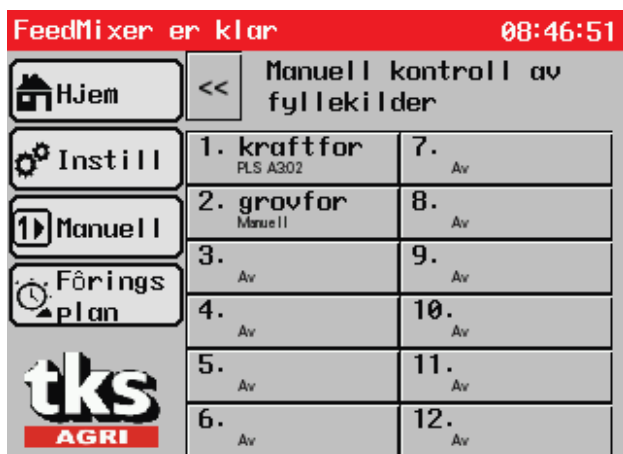 FeedMixer er klar 08:46:51
Hjem
<< Manuell kontroll av
fyllekilder
Instill
1. kraftfor
PLS A302
7.
Av
2. grovfor
Manuell
8.
Av
1 Manuell
3.
Av
9.
Av
Fôrings
plan
4.
Av
10.
Av
5.
Av
11.
Av
6.
Av
12.
Av
tks
AGRI